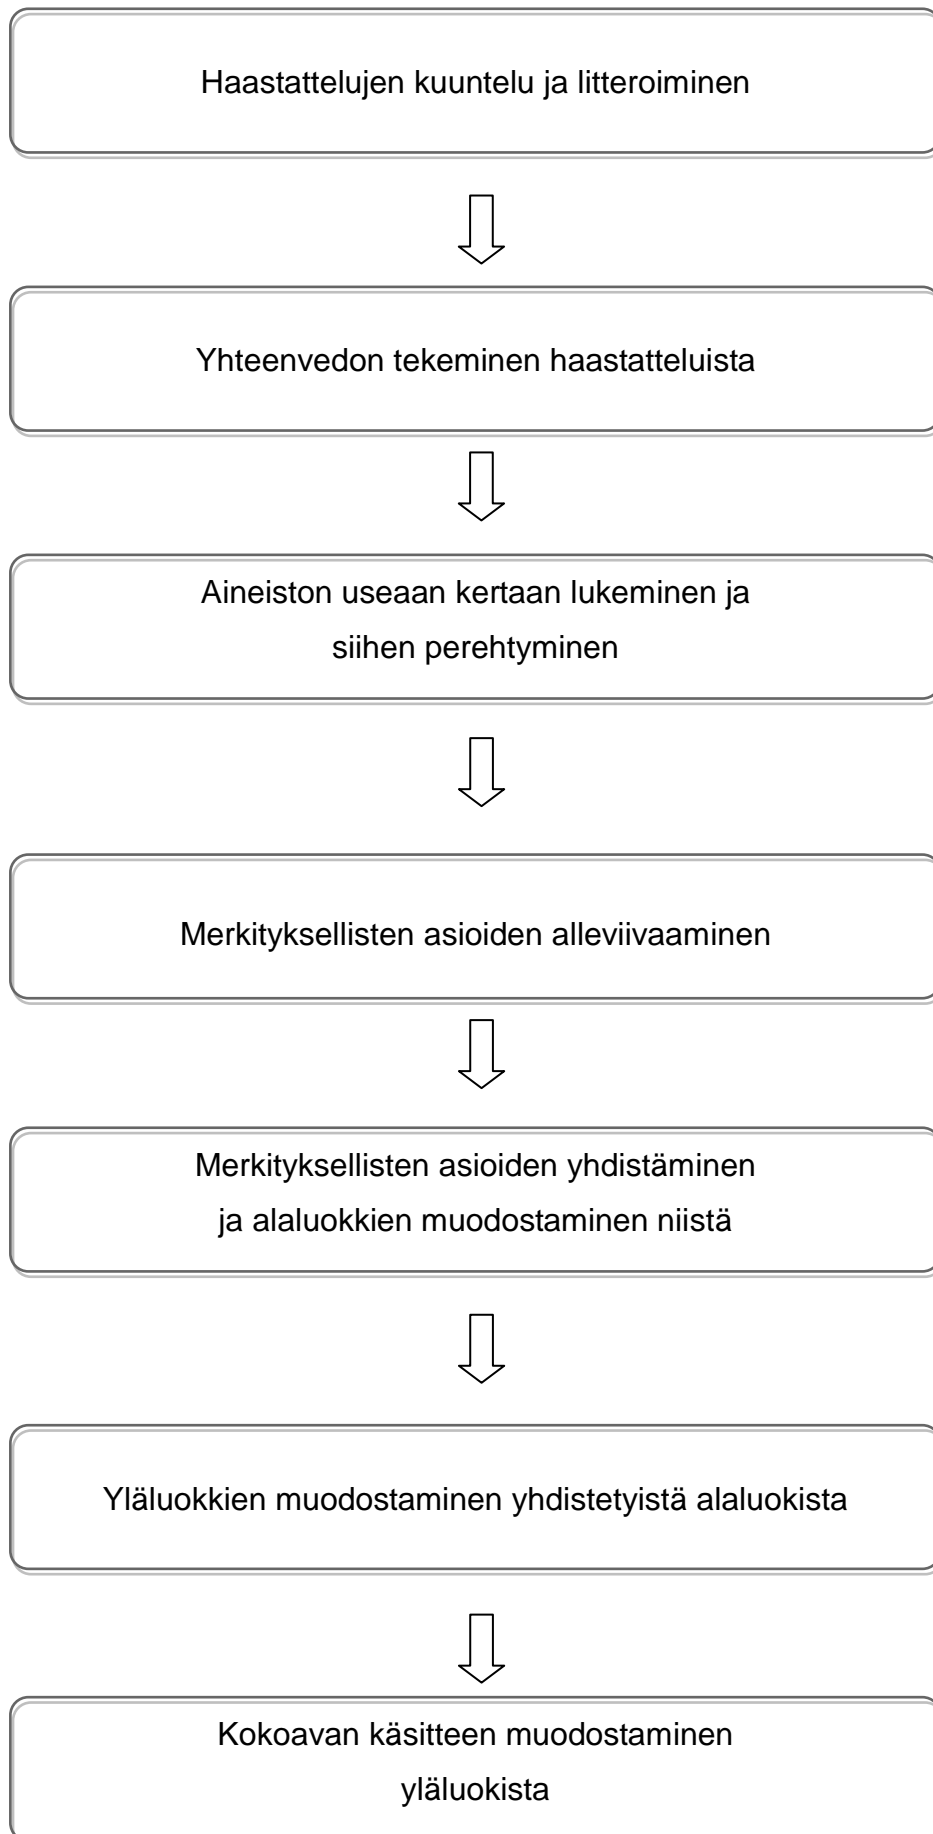 Haastattelujen kuuntelu ja litteroiminen
Yhteenvedon tekeminen haastatteluista
Aineiston useaan kertaan lukeminen ja
siihen perehtyminen
Merkityksellisten asioiden alleviivaaminen
Merkityksellisten asioiden yhdistäminen
ja alaluokkien muodostaminen niistä
Yläluokkien muodostaminen yhdistetyistä alaluokista
Kokoavan käsitteen muodostaminen
yläluokista